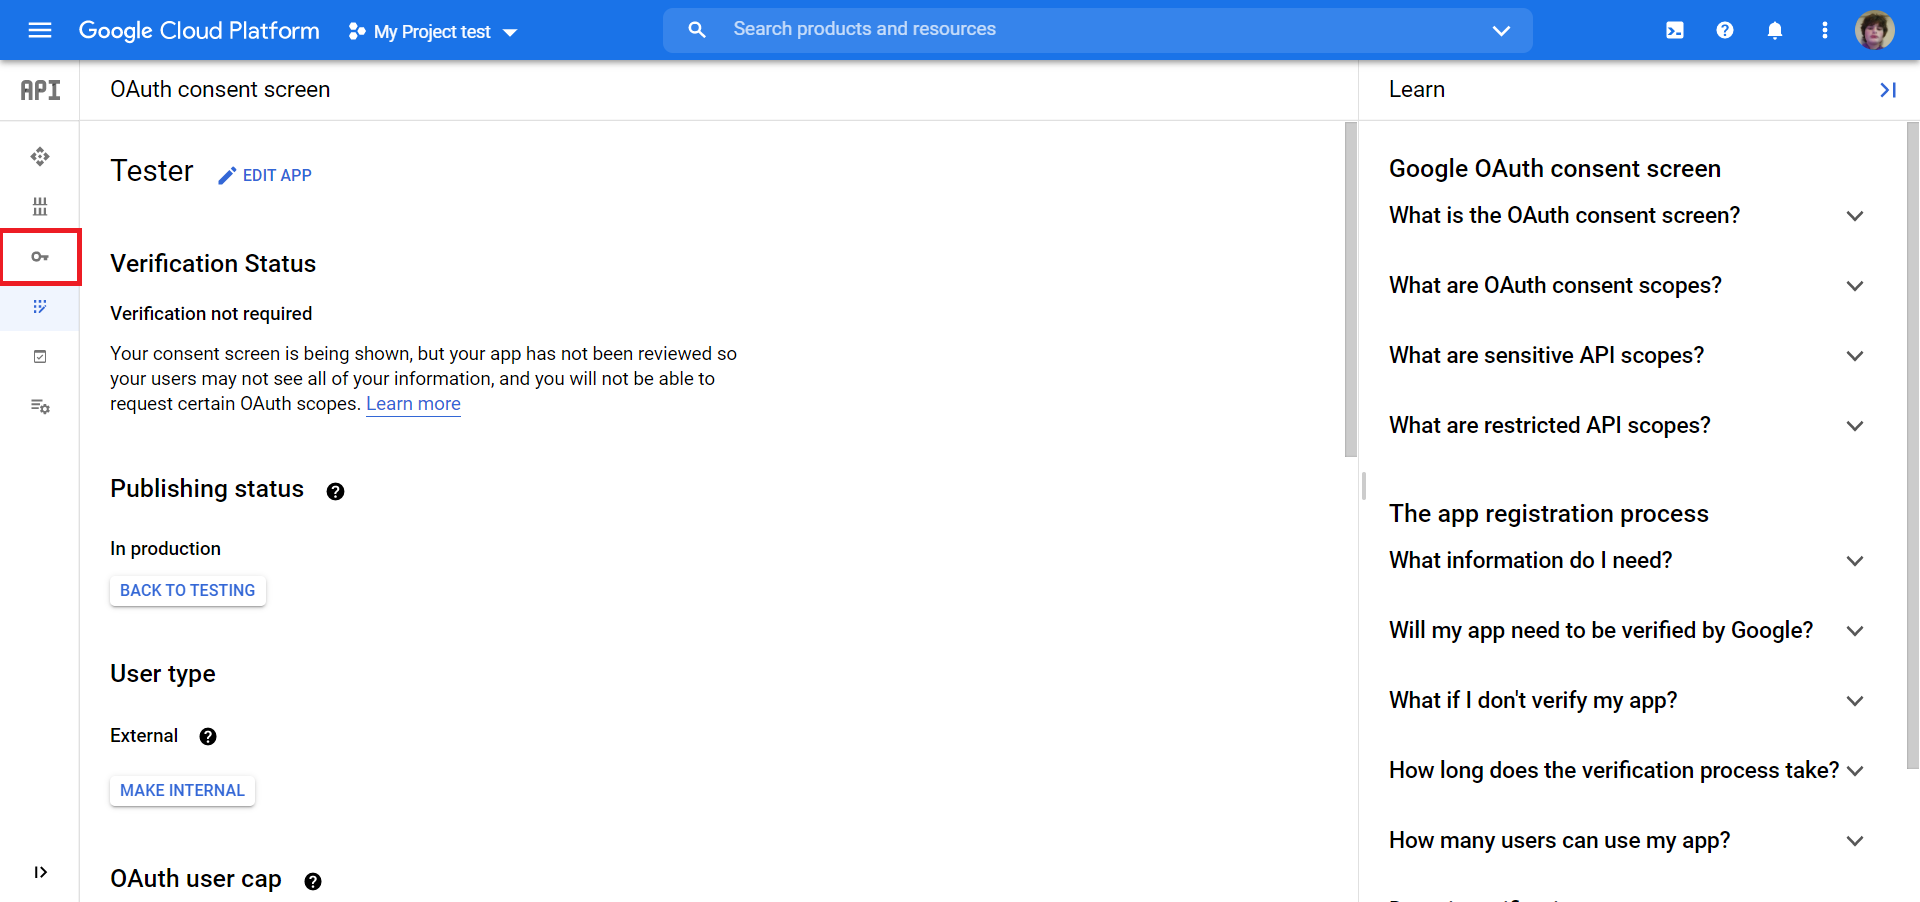 Google Cloud Platform
My Project test
Search products and resources
API
OAuth consent screen
Learn
Tester
EDIT APP
Verification Status
Verification not required
Your consent screen is being shown, but your app has not been reviewed so
your users may not see all of your information, and you will not be able to
request certain OAuth scopes. Learn more
Publishing status
In production
BACK TO TESTING
User type
External
MAKE INTERNAL
OAuth user cap
Google OAuth consent screen
What is the OAuth consent screen?
What are OAuth consent scopes?
What are sensitive API scopes?
What are restricted API scopes?
The app registration process
What information do I need?
Will my app need to be verified by Google?
What if I don't verify my app?
How long does the verification process take?
How many users can use my app?